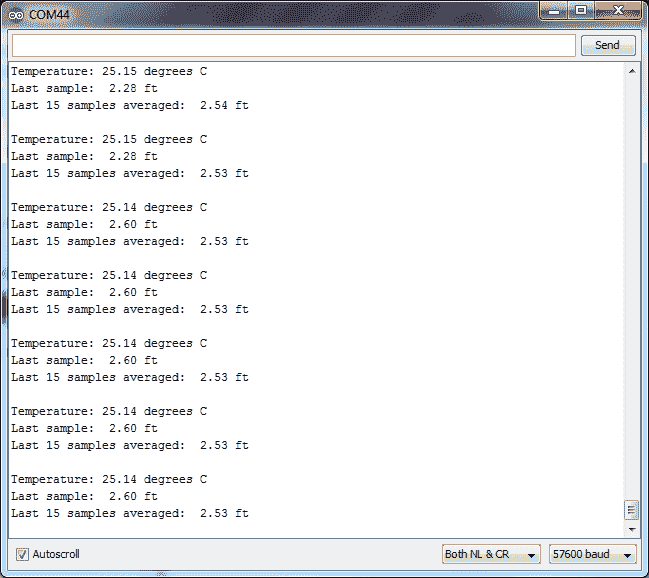 COM44
Send
Temperature: 25.15 degrees C
Last sample:  2.28 ft
Last 15 samples averaged:  2.54 ft
Temperature: 25.15 degrees C
Last sample:  2.28 ft
Last 15 samples averaged:  2.53 ft
Temperature: 25.14 degrees C
Last sample:  2.60 ft
Last 15 samples averaged:  2.53 ft
Temperature: 25.14 degrees C
Last sample:  2.60 ft
Last 15 samples averaged:  2.53 ft
Temperature: 25.14 degrees C
Last sample:  2.60 ft
Last 15 samples averaged:  2.53 ft
Temperature: 25.14 degrees C
Last sample:  2.60 ft
Last 15 samples averaged:  2.53 ft
Temperature: 25.14 degrees C
Last sample:  2.60 ft
Last 15 samples averaged:  2.53 ft
Autoscroll Both NL & CR 57600 baud